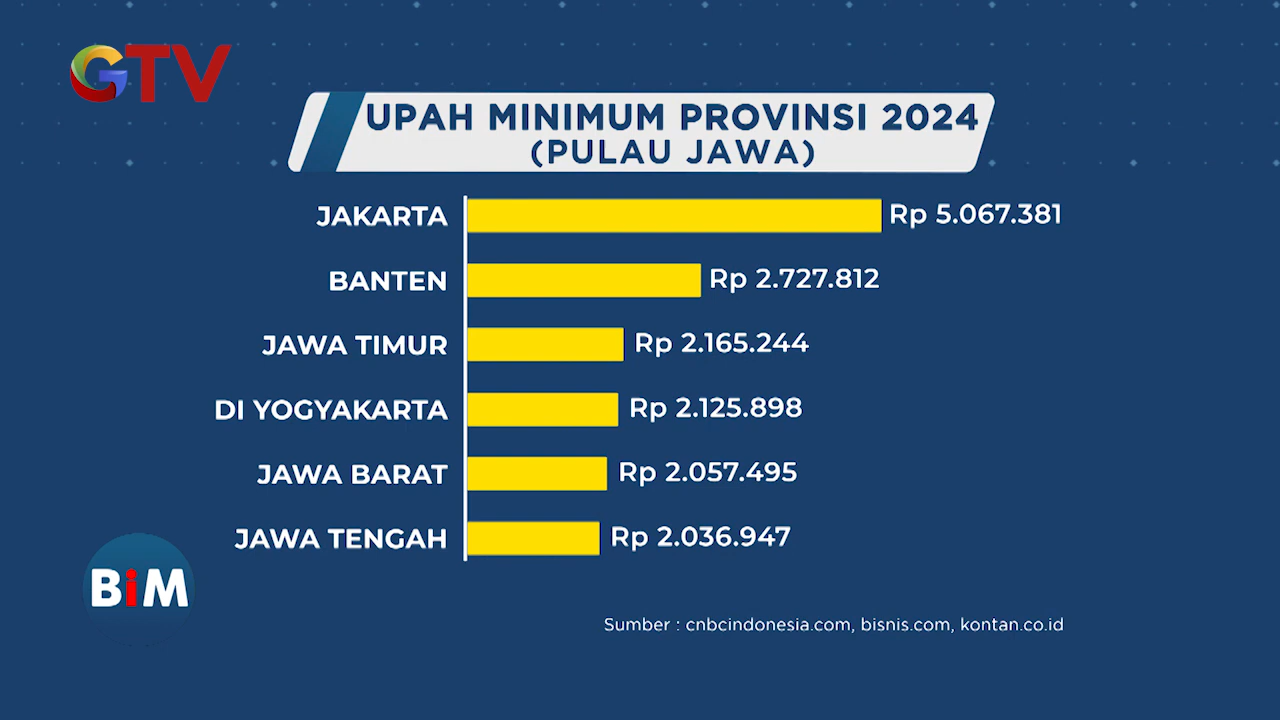 GTV
UPAH MINIMUM PROVINSI 2024
(PULAU JAWA)
JAKARTA Rp 5.067.381
BANTEN Rp 2.727.812
JAWA TIMUR Rp 2.165.244
DI YOGYAKARTA Rp 2.125.898
JAWA BARAT Rp 2.057.495
JAWA TENGAH Rp 2.036.947
BiM
Sumber : cnbcindonesia.com, bisnis.com, kontan.co.id